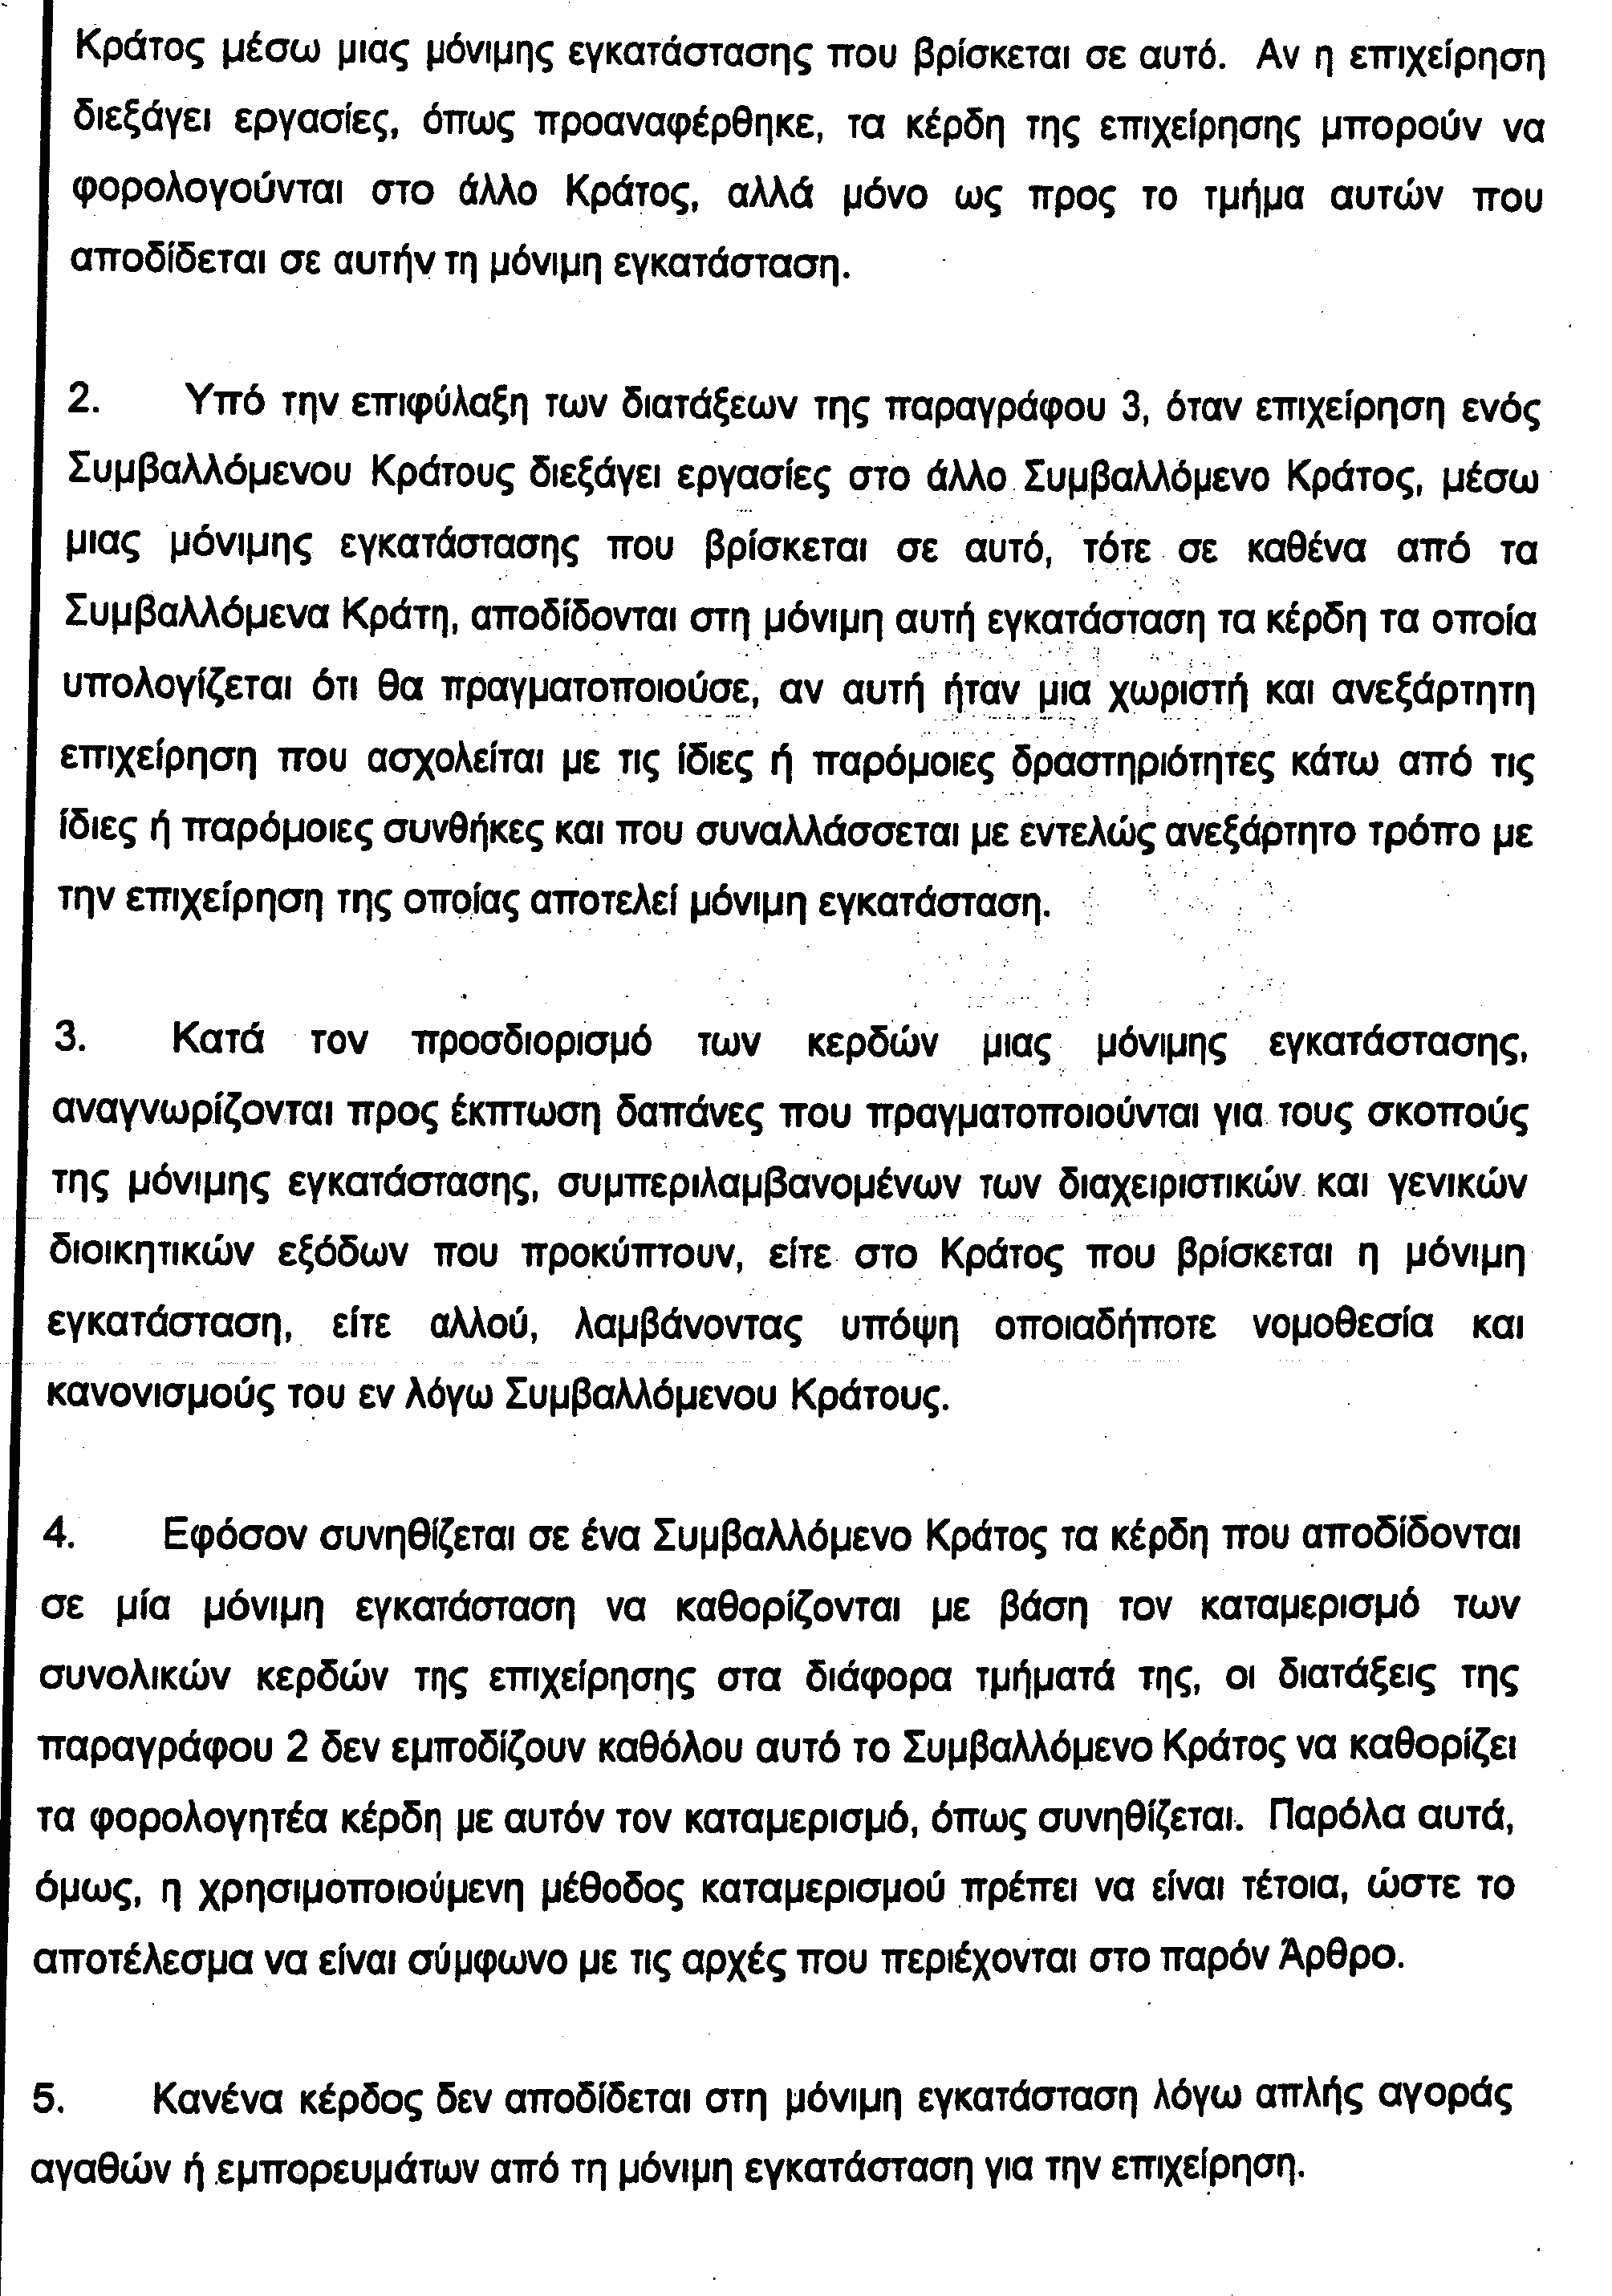 Κράτος μέσω μιας μόνιμης εγκατάστασης που βρίσκεται σε αυτό. Αν η επιχείρηση
διεξάγει εργασίες, όπως προαναφέρθηκε, τα κέρδη της επιχείρησης μπορούν να
φορολογούνται στο άλλο Κράτος, αλλά μόνο ως προς το τμήμα αυτών που
αποδίδεται σε αυτήν τη μόνιμη εγκατάσταση.
2. Υπό την επιφύλαξη των διατάξεων της παραγράφου 3, όταν επιχείρηση ενός
Συμβαλλόμενου Κράτους διεξάγει εργασίες στο άλλο Συμβαλλόμενο Κράτος, μέσω
μιας μόνιμης εγκατάστασης που βρίσκεται σε αυτό, τότε σε καθένα από τα
Συμβαλλόμενα Κράτη, αποδίδονται στη μόνιμη αυτή εγκατάσταση τα κέρδη τα οποία
υπολογίζεται ότι θα πραγματοποιούσε, αν αυτή ήταν μια χωριστή και ανεξάρτητη
επιχείρηση που ασχολείται με τις ίδιες ή παρόμοιες δραστηριότητες κάτω από τις
ίδιες ή παρόμοιες συνθήκες και που συναλλάσσεται με εντελώς ανεξάρτητο τρόπο με
την επιχείρηση της οποίας αποτελεί μόνιμη εγκατάσταση.
3. Κατά τον προσδιορισμό των κερδών μιας μόνιμης εγκατάστασης,
αναγνωρίζονται προς έκπτωση δαπάνες που πραγματοποιούνται για τους σκοπούς
της μόνιμης εγκατάστασης, συμπεριλαμβανομένων των διαχειριστικών και γενικών
διοικητικών εξόδων που προκύπτουν, είτε στο Κράτος που βρίσκεται η μόνιμη
εγκατάσταση, είτε αλλού, λαμβάνοντας υπόψη οποιαδήποτε νομοθεσία και
κανονισμούς του εν λόγω Συμβαλλόμενου Κράτους.
4. Εφόσον συνηθίζεται σε ένα Συμβαλλόμενο Κράτος τα κέρδη που αποδίδονται
σε μία μόνιμη εγκατάσταση να καθορίζονται με βάση τον καταμερισμό των
συνολικών κερδών της επιχείρησης στα διάφορα τμήματά της, οι διατάξεις της
παραγράφου 2 δεν εμποδίζουν καθόλου αυτό το Συμβαλλόμενο Κράτος να καθορίζει
τα φορολογητέα κέρδη με αυτόν τον καταμερισμό, όπως συνηθίζεται. Παρόλα αυτά,
όμως, η χρησιμοποιούμενη μέθοδος καταμερισμού πρέπει να είναι τέτοια, ώστε το
αποτέλεσμα να είναι σύμφωνο με τις αρχές που περιέχονται στο παρόν Άρθρο.
5. Κανένα κέρδος δεν αποδίδεται στη μόνιμη εγκατάσταση λόγω απλής αγοράς
αγαθών ή εμπορευμάτων από τη μόνιμη εγκατάσταση για την επιχείρηση.